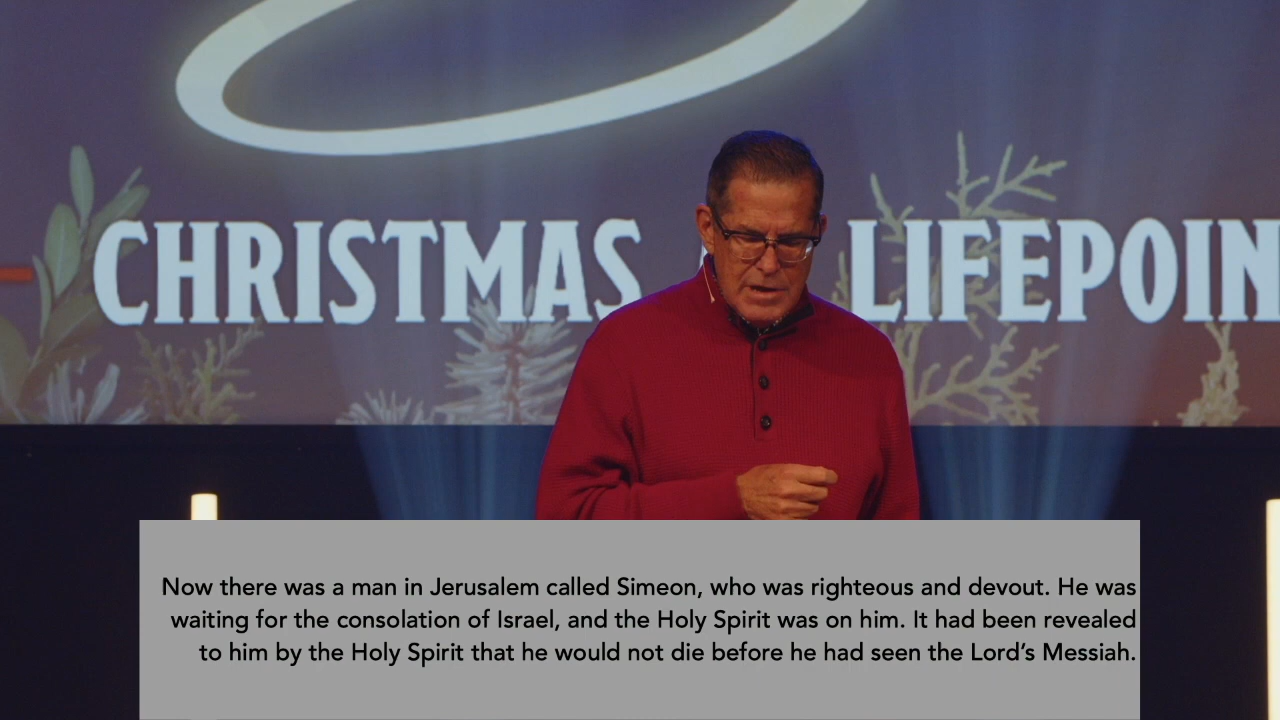 CHRISTMAS LIFEPOIN
Now there was a man in Jerusalem called Simeon, who was righteous and devout. He was
waiting for the consolation of Israel, and the Holy Spirit was on him. It had been revealed
to him by the Holy Spirit that he would not die before he had seen the Lord’s Messiah.